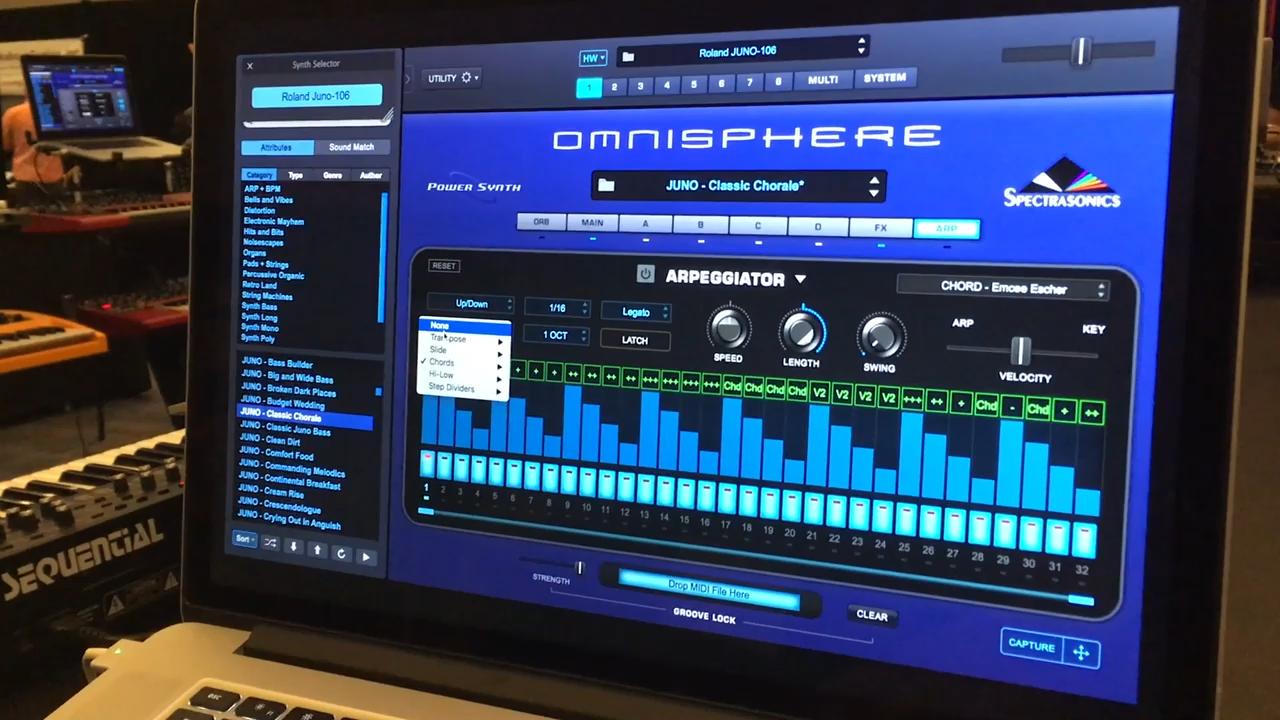 Synth Selector
Roland Juno-106
Attributes Sound Match
Category Type Genre Author
ARP + BPM
Bells and Vibes
Distortion
Electronic Mayhem
Hits and Bits
Noisescapes
Organs
Pads + Strings
Percussive Organic
Retro Land
String Machines
Synth Bass
Synth Long
Synth Mono
Synth Poly
JUNO - Bass Builder
JUNO - Big and Wide Bass
JUNO - Broken Dark Places
JUNO - Budget Wedding
JUNO - Classic Chorale
JUNO - Classic Juno Bass
JUNO - Clean Dirt
JUNO - Comfort Food
JUNO - Commanding Melodics
JUNO - Continental Breakfast
JUNO - Cream Rise
JUNO - Crescendologue
JUNO - Crying Out in Anguish
Sort
UTILITY
HW
Roland JUNO-106
1 2 3 4 5 6 7 8 MULTI SYSTEM
OMNISPHERE
POWER SYNTH
JUNO - Classic Chorale*
SPECTRASONICS
ORB MAIN A B C D FX ARP
RESET
ARPEGGIATOR
CHORD - Emose Escher
Up/Down 1/16 Legato
1 OCT LATCH
SPEED LENGTH SWING
ARP KEY
VELOCITY
None
Transpose
Slide
✓ Chords
Hi-Low
Step Dividers
+ + + ++ ++ ++ ++ +++ +++ +++ +++ Chd Chd Chd Chd V2 V2 V2 V2 +++ ++ + Chd - Chd + ++
1 2 3 4 5 6 7 8 9 10 11 12 13 14 15 16 17 18 19 20 21 22 23 24 25 26 27 28 29 30 31 32
STRENGTH
Drop MIDI File Here
GROOVE LOCK
CLEAR
CAPTURE
SEQUENTIAL
esc